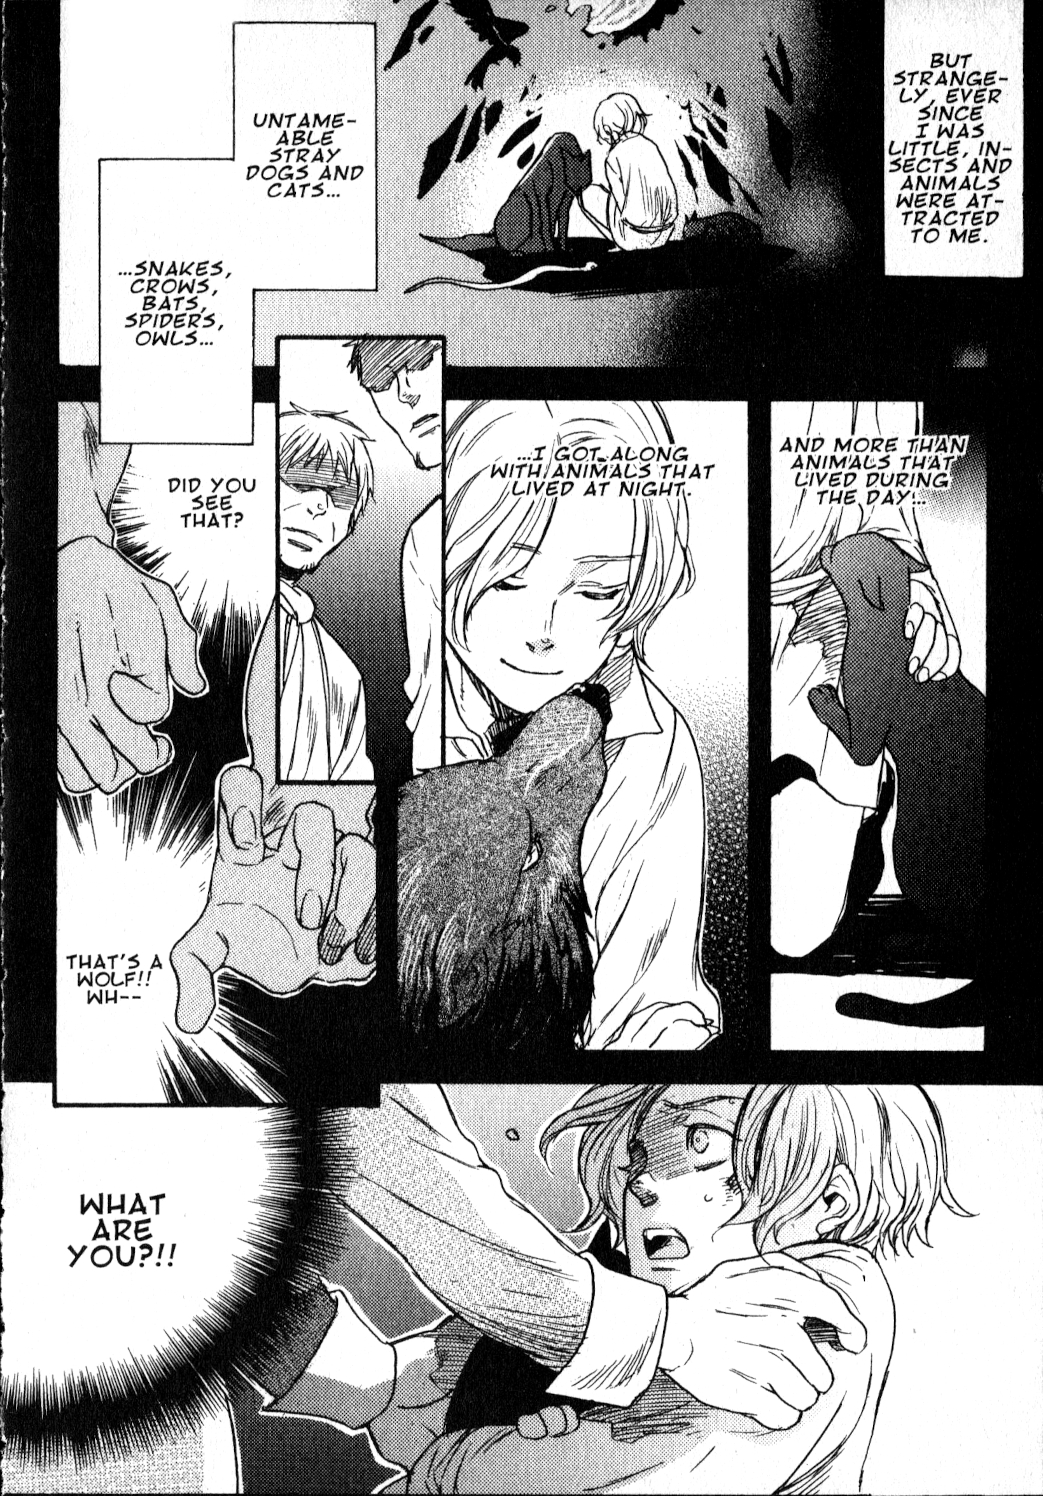 BUT
STRANGE-
LY, EVER
SINCE
I WAS
LITTLE, IN-
SECTS AND
ANIMALS
WERE AT-
TRACTED
TO ME.
UNTAME-
ABLE
STRAY
DOGS AND
CATS...
...SNAKES,
CROWS,
BATS,
SPIDERS,
OWLS...
AND MORE THAN
ANIMALS THAT
LIVED DURING
THE DAY...
...I GOT ALONG
WITH ANIMALS THAT
LIVED AT NIGHT.
DID YOU
SEE
THAT?
THAT'S A
WOLF!!
WH--
WHAT
ARE
YOU?!!